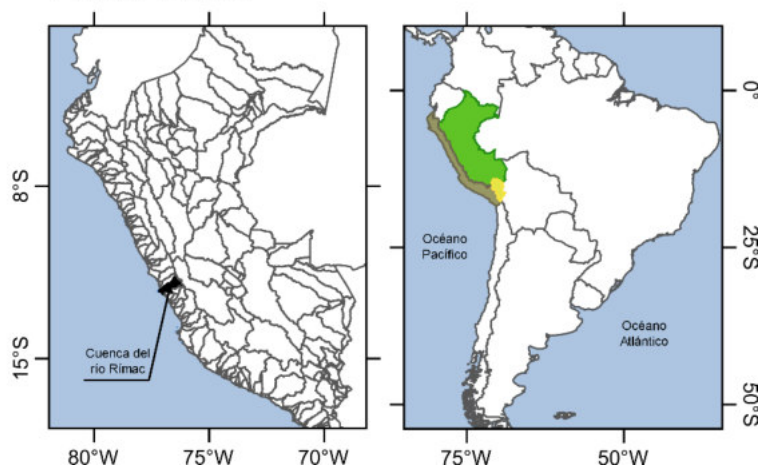 8°S
15°S
80°W
75°W
70°W
Cuenca del
río Rímac
0°
25°S
50°S
75°W
50°W
Océano
Pacífico
Océano
Atlántico